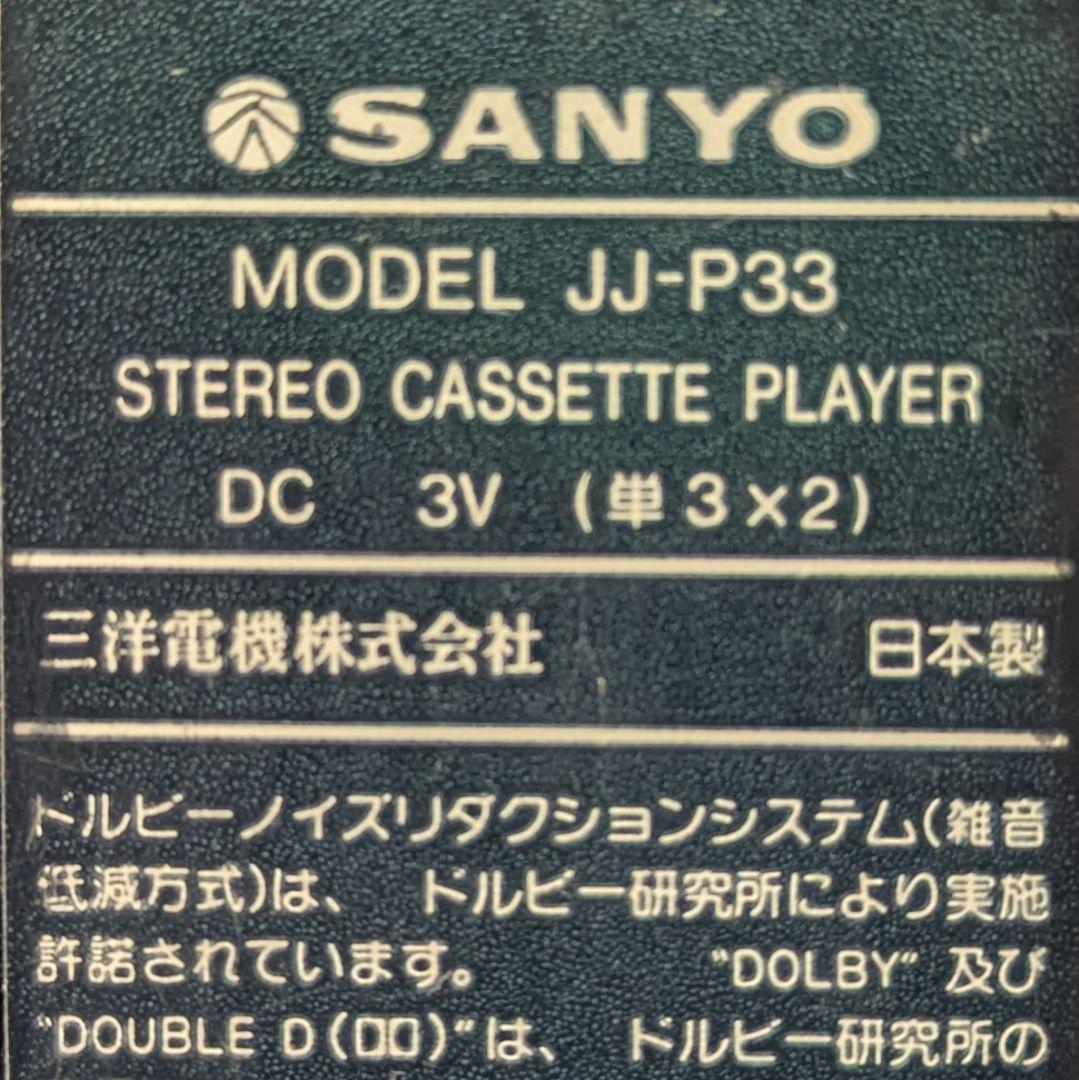 SANYO
MODEL JJ-P33
STEREO CASSETTE PLAYER
DC 3V (単3×2)
三洋電機株式会社 日本製
ドルビーノイズリダクションシステム(雑音
低減方式)は、 ドルビー研究所により実施
許諾されています。 "DOLBY" 及び
"DOUBLE D (▯▯)"は、 ドルビー研究所の